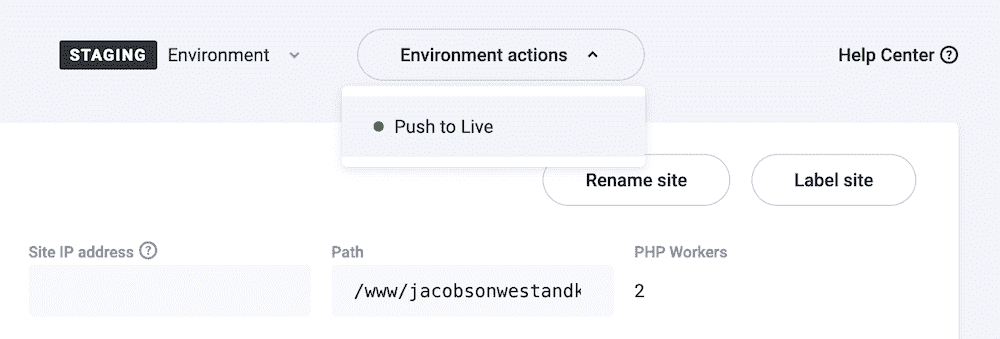 STAGING Environment Environment actions Help Center ?
Push to Live
Rename site Label site
Site IP address ? Path PHP Workers
/www/jacobsonwestandk 2